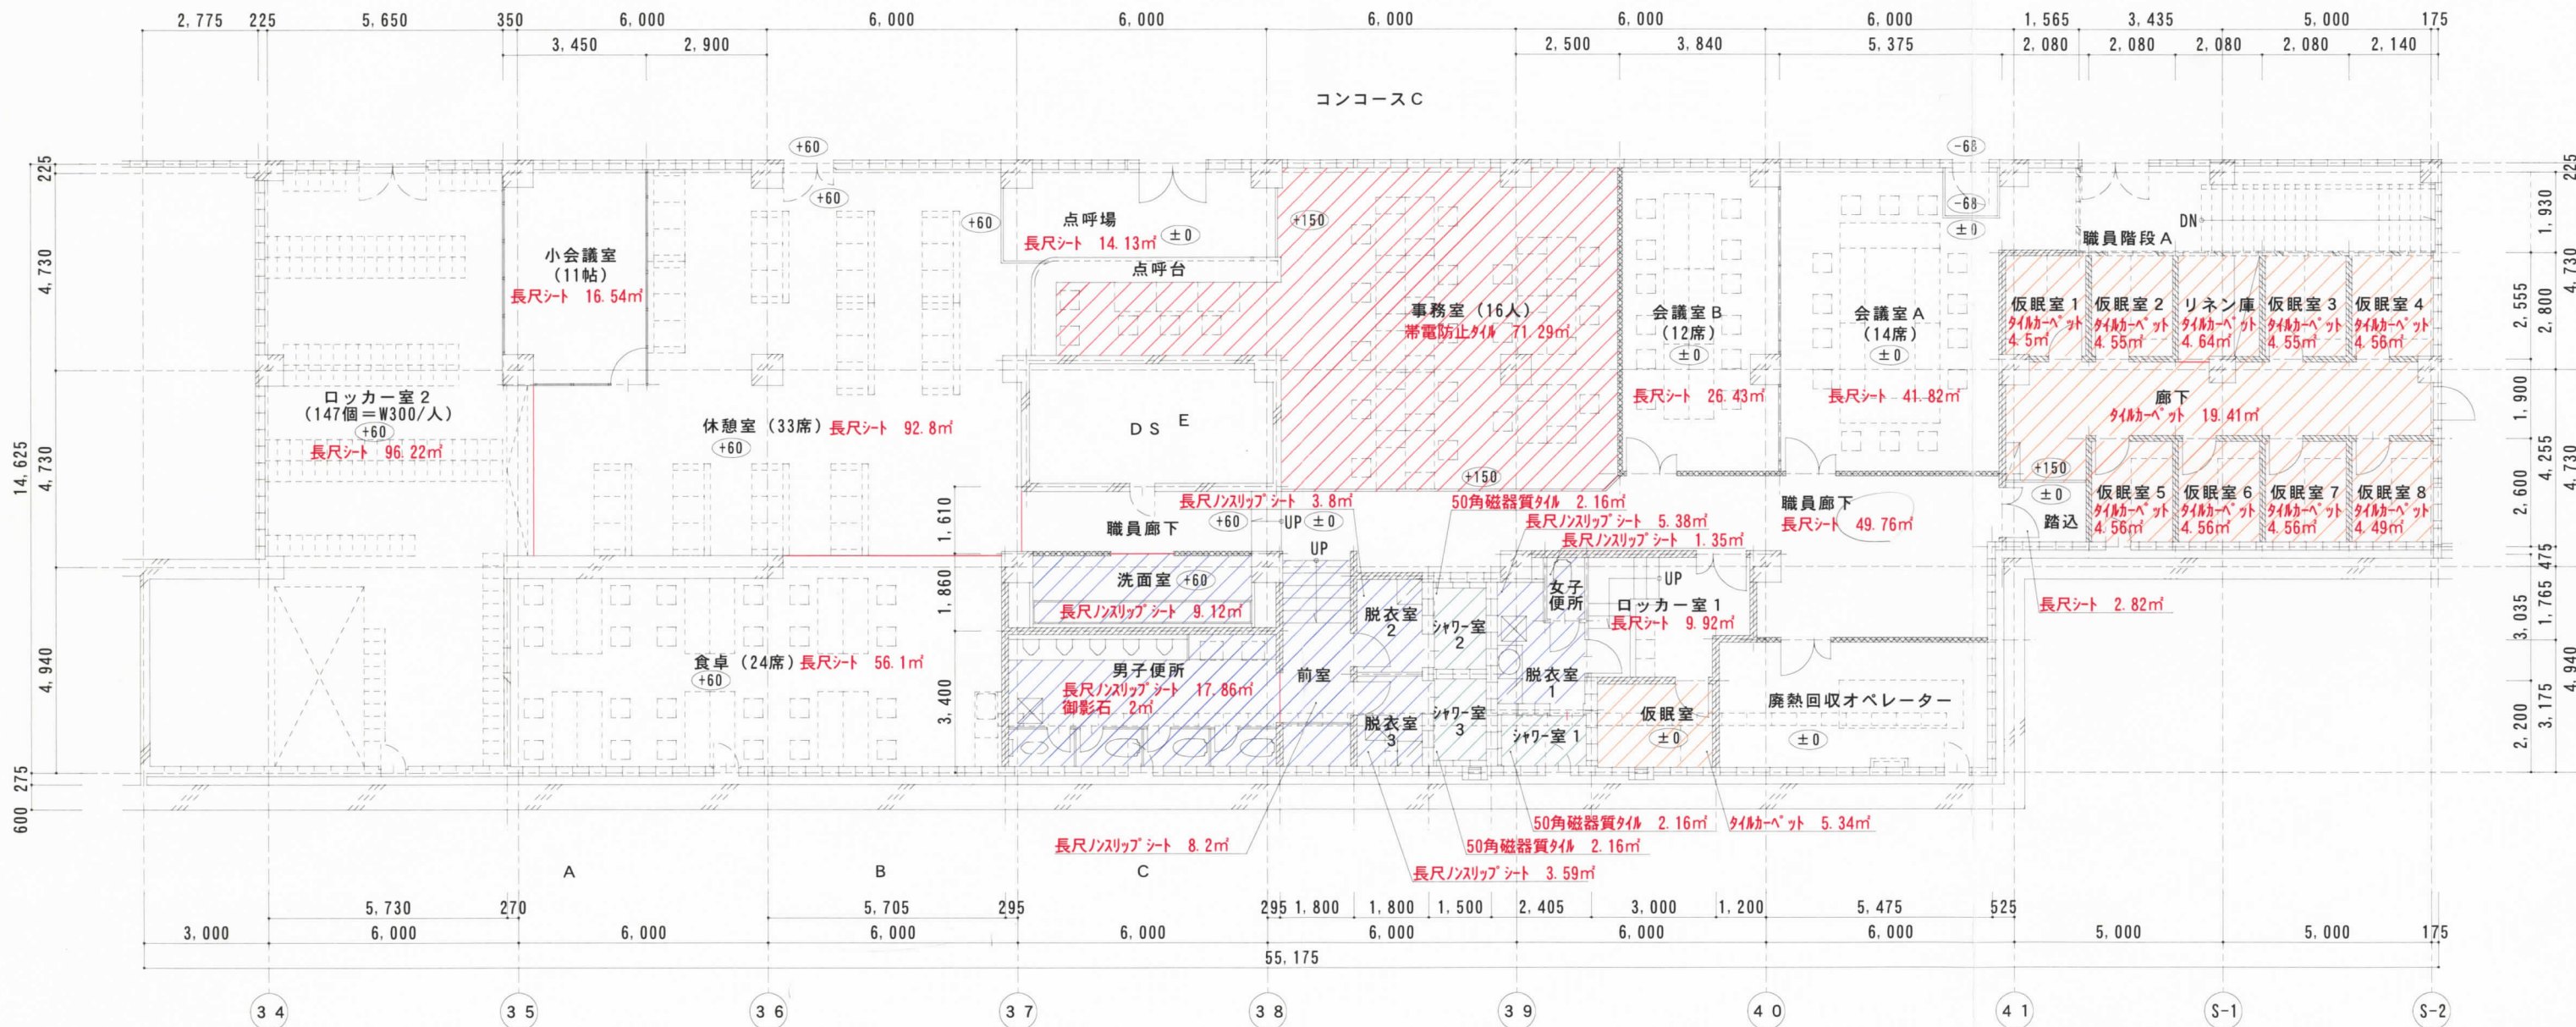 2,775 225 5,650 350 6,000 6,000 6,000 6,000 6,000 6,000 1,565 3,435 5,000 175
3,450 2,900 2,500 3,840 5,375 2,080 2,080 2,080 2,080 2,140
コンコースC
+60
-68
225
225
+60
-68
DN
1,930
点呼場
+60
±0
+150
±0
長尺シート 14.13㎡
職員階段A
4,730
小会議室
(11帖)
点呼台
4,730
長尺シート 16.54㎡
事務室(16人)
帯電防止タイル 71.29㎡
会議室B
(12席)
±0
会議室A
(14席)
±0
仮眠室1
タイルカーペット
4.5㎡
仮眠室2
タイルカーペット
4.55㎡
リネン庫
タイルカーペット
4.64㎡
仮眠室3
タイルカーペット
4.55㎡
仮眠室4
タイルカーペット
4.56㎡
2,555
2,800
ロッカー室2
(147個=W300/人)
+60
長尺シート 96.22㎡
休憩室(33席)長尺シート 92.8㎡
+60
DS E
長尺シート 26.43㎡
長尺シート 41.82㎡
廊下
タイルカーペット 19.41㎡
1,900
14,625
4,730
4,255
4,730
+150
+150
長尺ノンスリップシート 3.8㎡
50角磁器質タイル 2.16㎡
±0
踏込
仮眠室5
タイルカーペット
4.56㎡
仮眠室6
タイルカーペット
4.56㎡
仮眠室7
タイルカーペット
4.56㎡
仮眠室8
タイルカーペット
4.49㎡
2,600
1,610
職員廊下
+60
UP
±0
UP
長尺ノンスリップシート 5.38㎡
長尺ノンスリップシート 1.35㎡
職員廊下
長尺シート 49.76㎡
475
1,860
洗面室
+60
長尺ノンスリップシート 9.12㎡
脱衣室
2
シャワー室
2
女子
便所
UP
ロッカー室1
長尺シート 9.92㎡
長尺シート 2.82㎡
3,035
1,765
4,940
食卓(24席)長尺シート 56.1㎡
+60
3,400
男子便所
長尺ノンスリップシート 17.86㎡
御影石 2㎡
前室
脱衣室
3
シャワー室
3
脱衣室
1
シャワー室1
仮眠室
±0
廃熱回収オペレーター
±0
2,200
3,175
4,940
275
600
長尺ノンスリップシート 8.2㎡
50角磁器質タイル 2.16㎡
タイルカーペット 5.34㎡
50角磁器質タイル 2.16㎡
長尺ノンスリップシート 3.59㎡
A B C
5,730 270 5,705 295 295 1,800 1,800 1,500 2,405 3,000 1,200 5,475 525
3,000 6,000 6,000 6,000 6,000 6,000 6,000 6,000 5,000 5,000 175
55,175
34 35 36 37 38 39 40 41 S-1 S-2